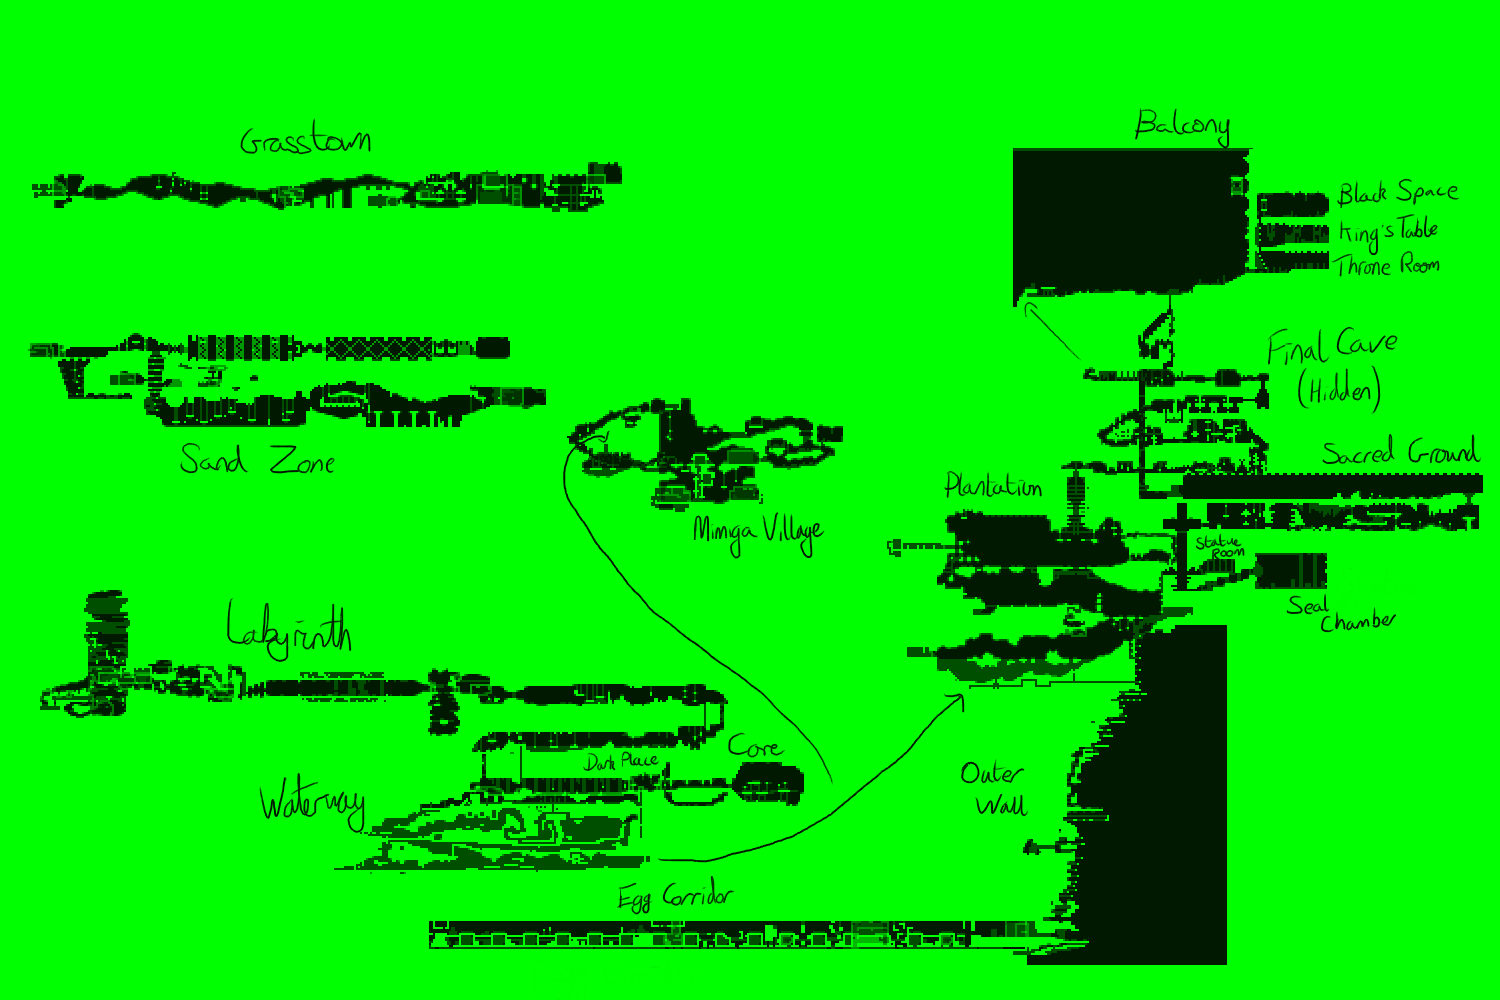 Balcony
Grasstown
Black Space
King's Table
Throne Room
Final Cave
(Hidden)
Sand Zone
Sacred Ground
Plantation
Mimiga Village
Statue
Room
Seal
Chamber
Labyrinth
Core
Dark Place
Waterway
Outer
Wall
Egg Corridor